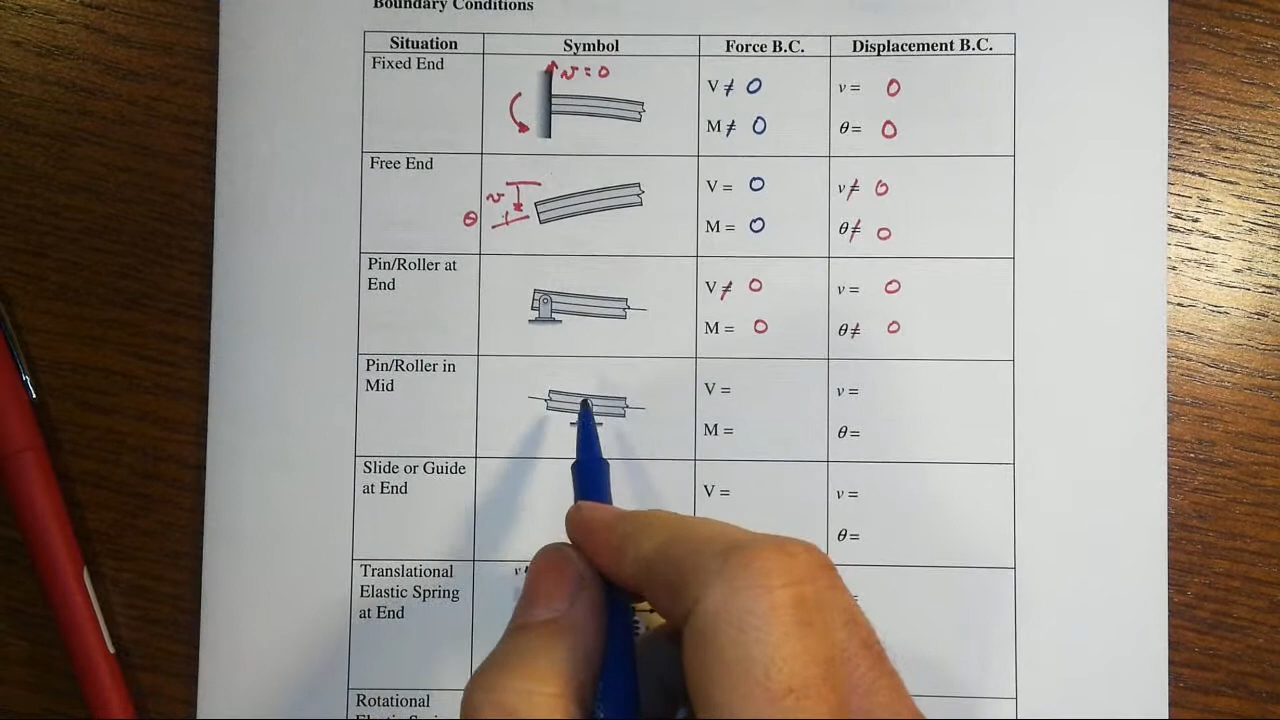 Boundary Conditions
Situation Symbol Force B.C. Displacement B.C.
Fixed End v = 0 V ≠ 0 v = 0
M ≠ 0 θ = 0
Free End v θ V = 0 v ≠ 0
M = 0 θ ≠ 0
Pin/Roller at
End V ≠ 0 v = 0
M = 0 θ ≠ 0
Pin/Roller in
Mid V = v =
M = θ =
Slide or Guide
at End V = v =
θ =
Translational
Elastic Spring
at End
Rotational